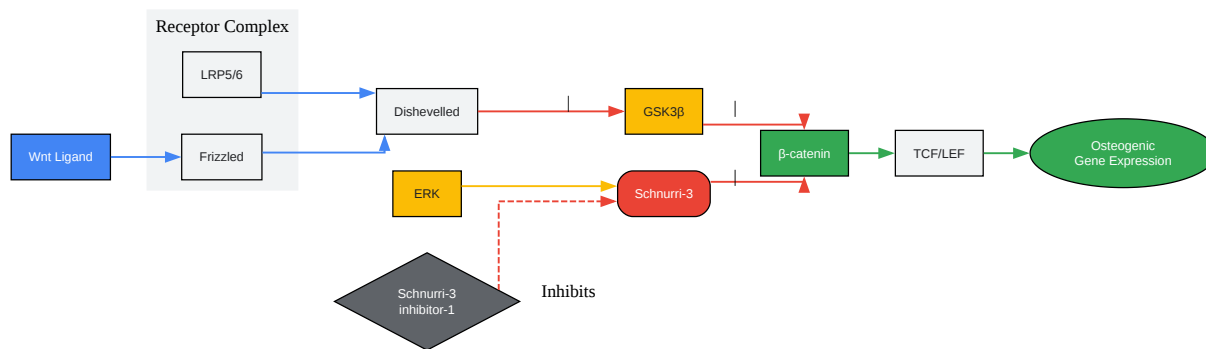 Receptor Complex
LRP5/6
Dishevelled
|
GSK3β
|
Wnt Ligand
Frizzled
β-catenin
TCF/LEF
Osteogenic
Gene Expression
ERK
Schnurri-3
|
Schnurri-3
inhibitor-1
Inhibits